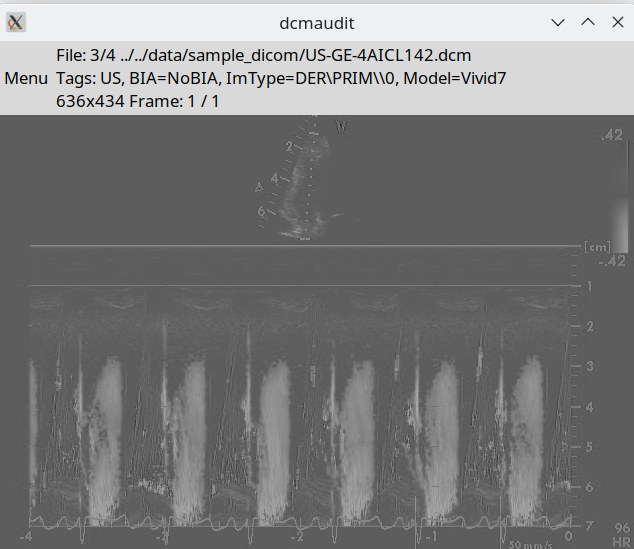 dcmaudit
File: 3/4 ../../data/sample_dicom/US-GE-4AICL142.dcm
Menu Tags: US, BIA=NoBIA, ImType=DER\PRIM\\0, Model=Vivid7
636x434 Frame: 1 / 1
V
.42
2
4
6
[cm]
-.42
1
2
3
4
5
6
7
-4
-3
-2
-1
0
96
HR
50 mm/s